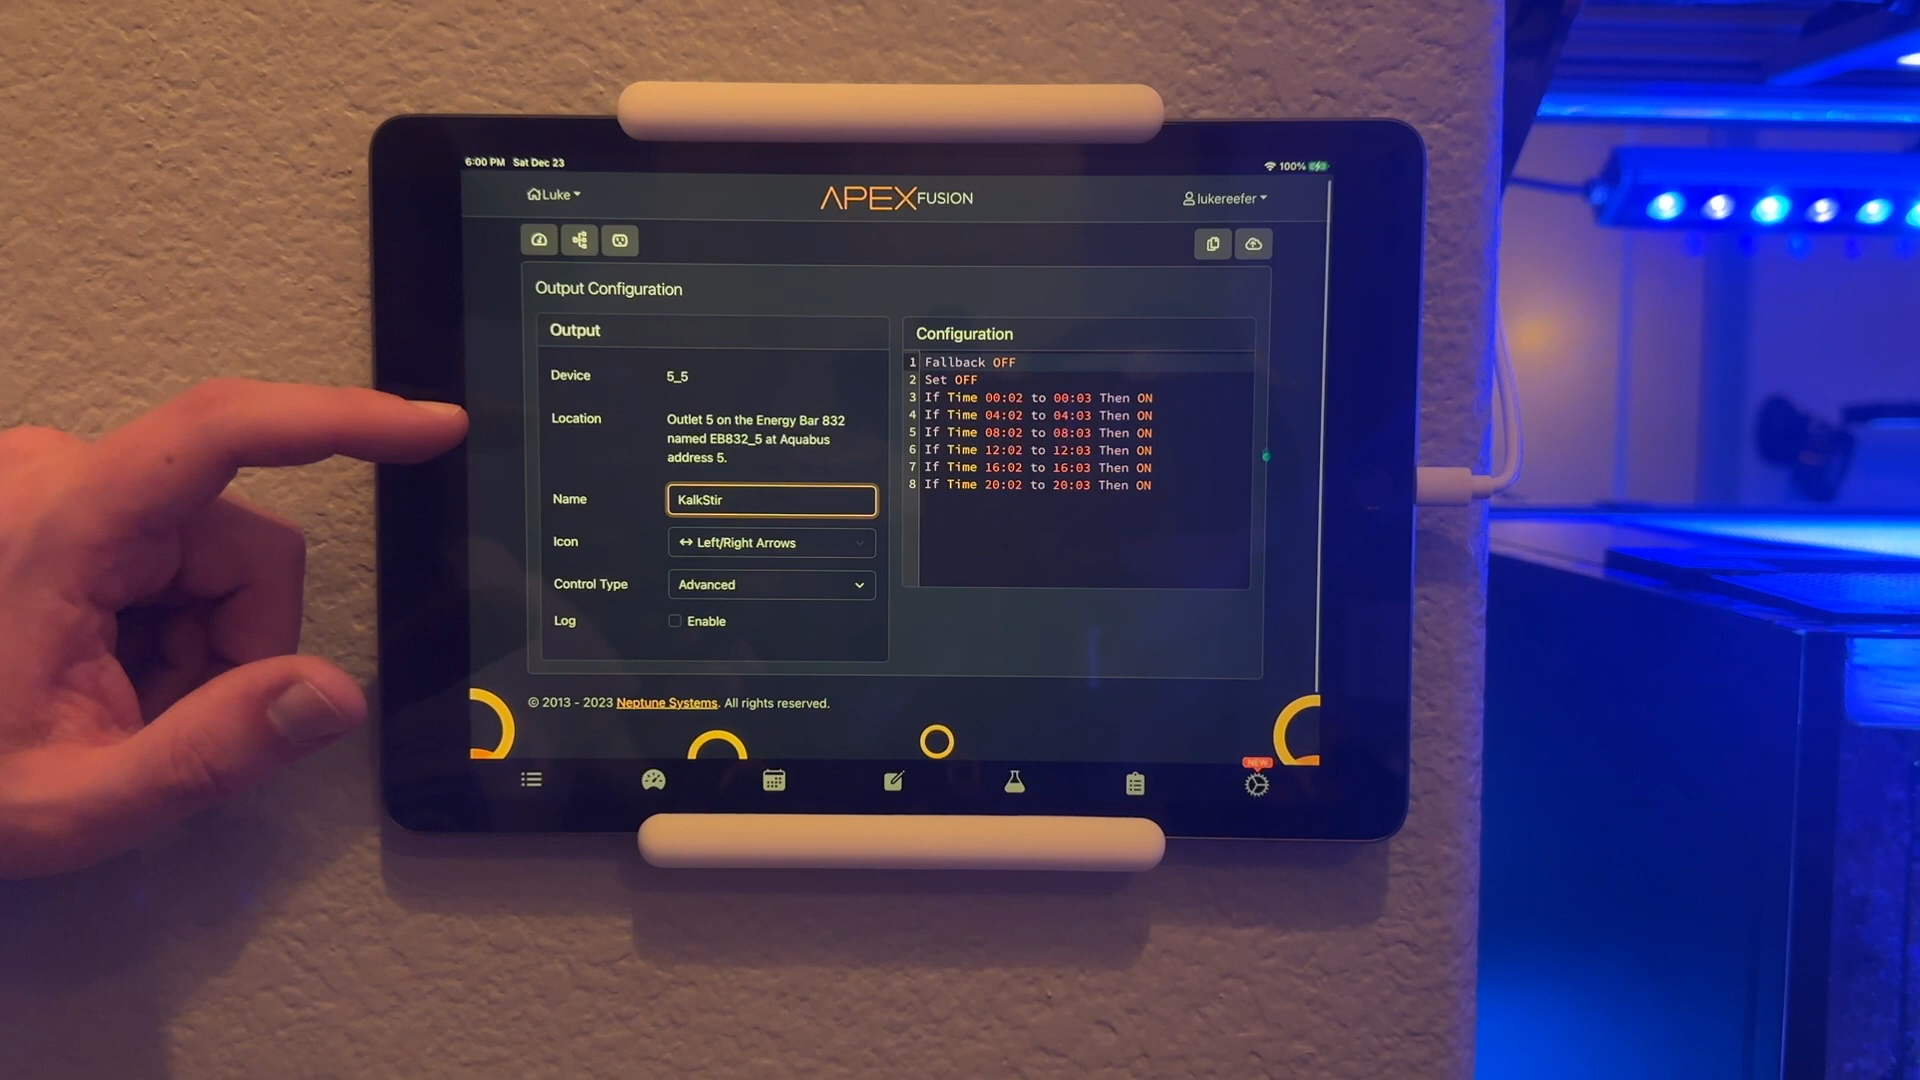 6:00 PM Sat Dec 23
100%
Luke
APEX FUSION
lukereefer
Output Configuration
Output
Device
5_5
Location
Outlet 5 on the Energy Bar 832
named EB832_5 at Aquabus
address 5.
Name
KalkStir
Icon
Left/Right Arrows
Control Type
Advanced
Log
Enable
Configuration
1 Fallback OFF
2 Set OFF
3 If Time 00:02 to 00:03 Then ON
4 If Time 04:02 to 04:03 Then ON
5 If Time 08:02 to 08:03 Then ON
6 If Time 12:02 to 12:03 Then ON
7 If Time 16:02 to 16:03 Then ON
8 If Time 20:02 to 20:03 Then ON
© 2013 - 2023 Neptune Systems. All rights reserved.
NEW